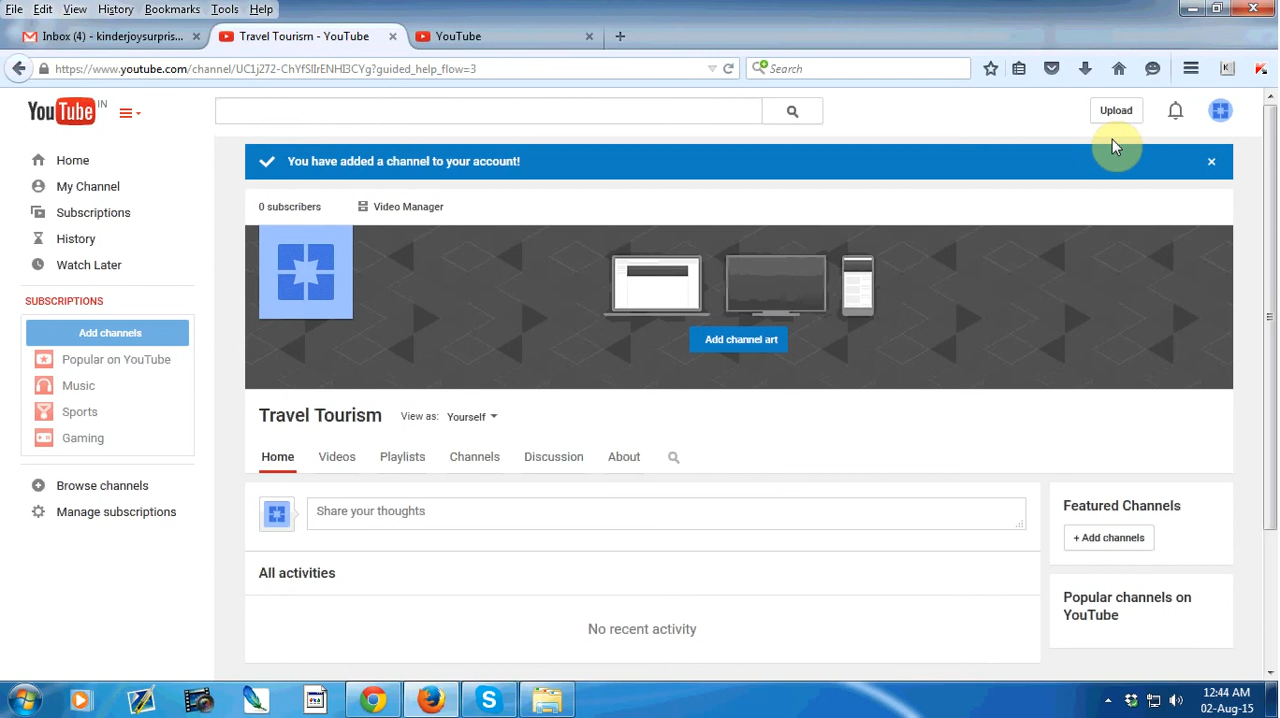 File Edit View History Bookmarks Tools Help
Inbox (4) - kinderjoysurpris... × Travel Tourism - YouTube × YouTube × +
https://www.youtube.com/channel/UC1j272-ChYfSIIrENHI3CYg?guided_help_flow=3 Search
YouTube IN Upload
You have added a channel to your account! ×
Home
My Channel
Subscriptions
History
Watch Later
SUBSCRIPTIONS
Add channels
Popular on YouTube
Music
Sports
Gaming
Browse channels
Manage subscriptions
0 subscribers Video Manager
Add channel art
Travel Tourism View as: Yourself
Home Videos Playlists Channels Discussion About
Share your thoughts
All activities
No recent activity
Featured Channels
+ Add channels
Popular channels on
YouTube
12:44 AM
02-Aug-15